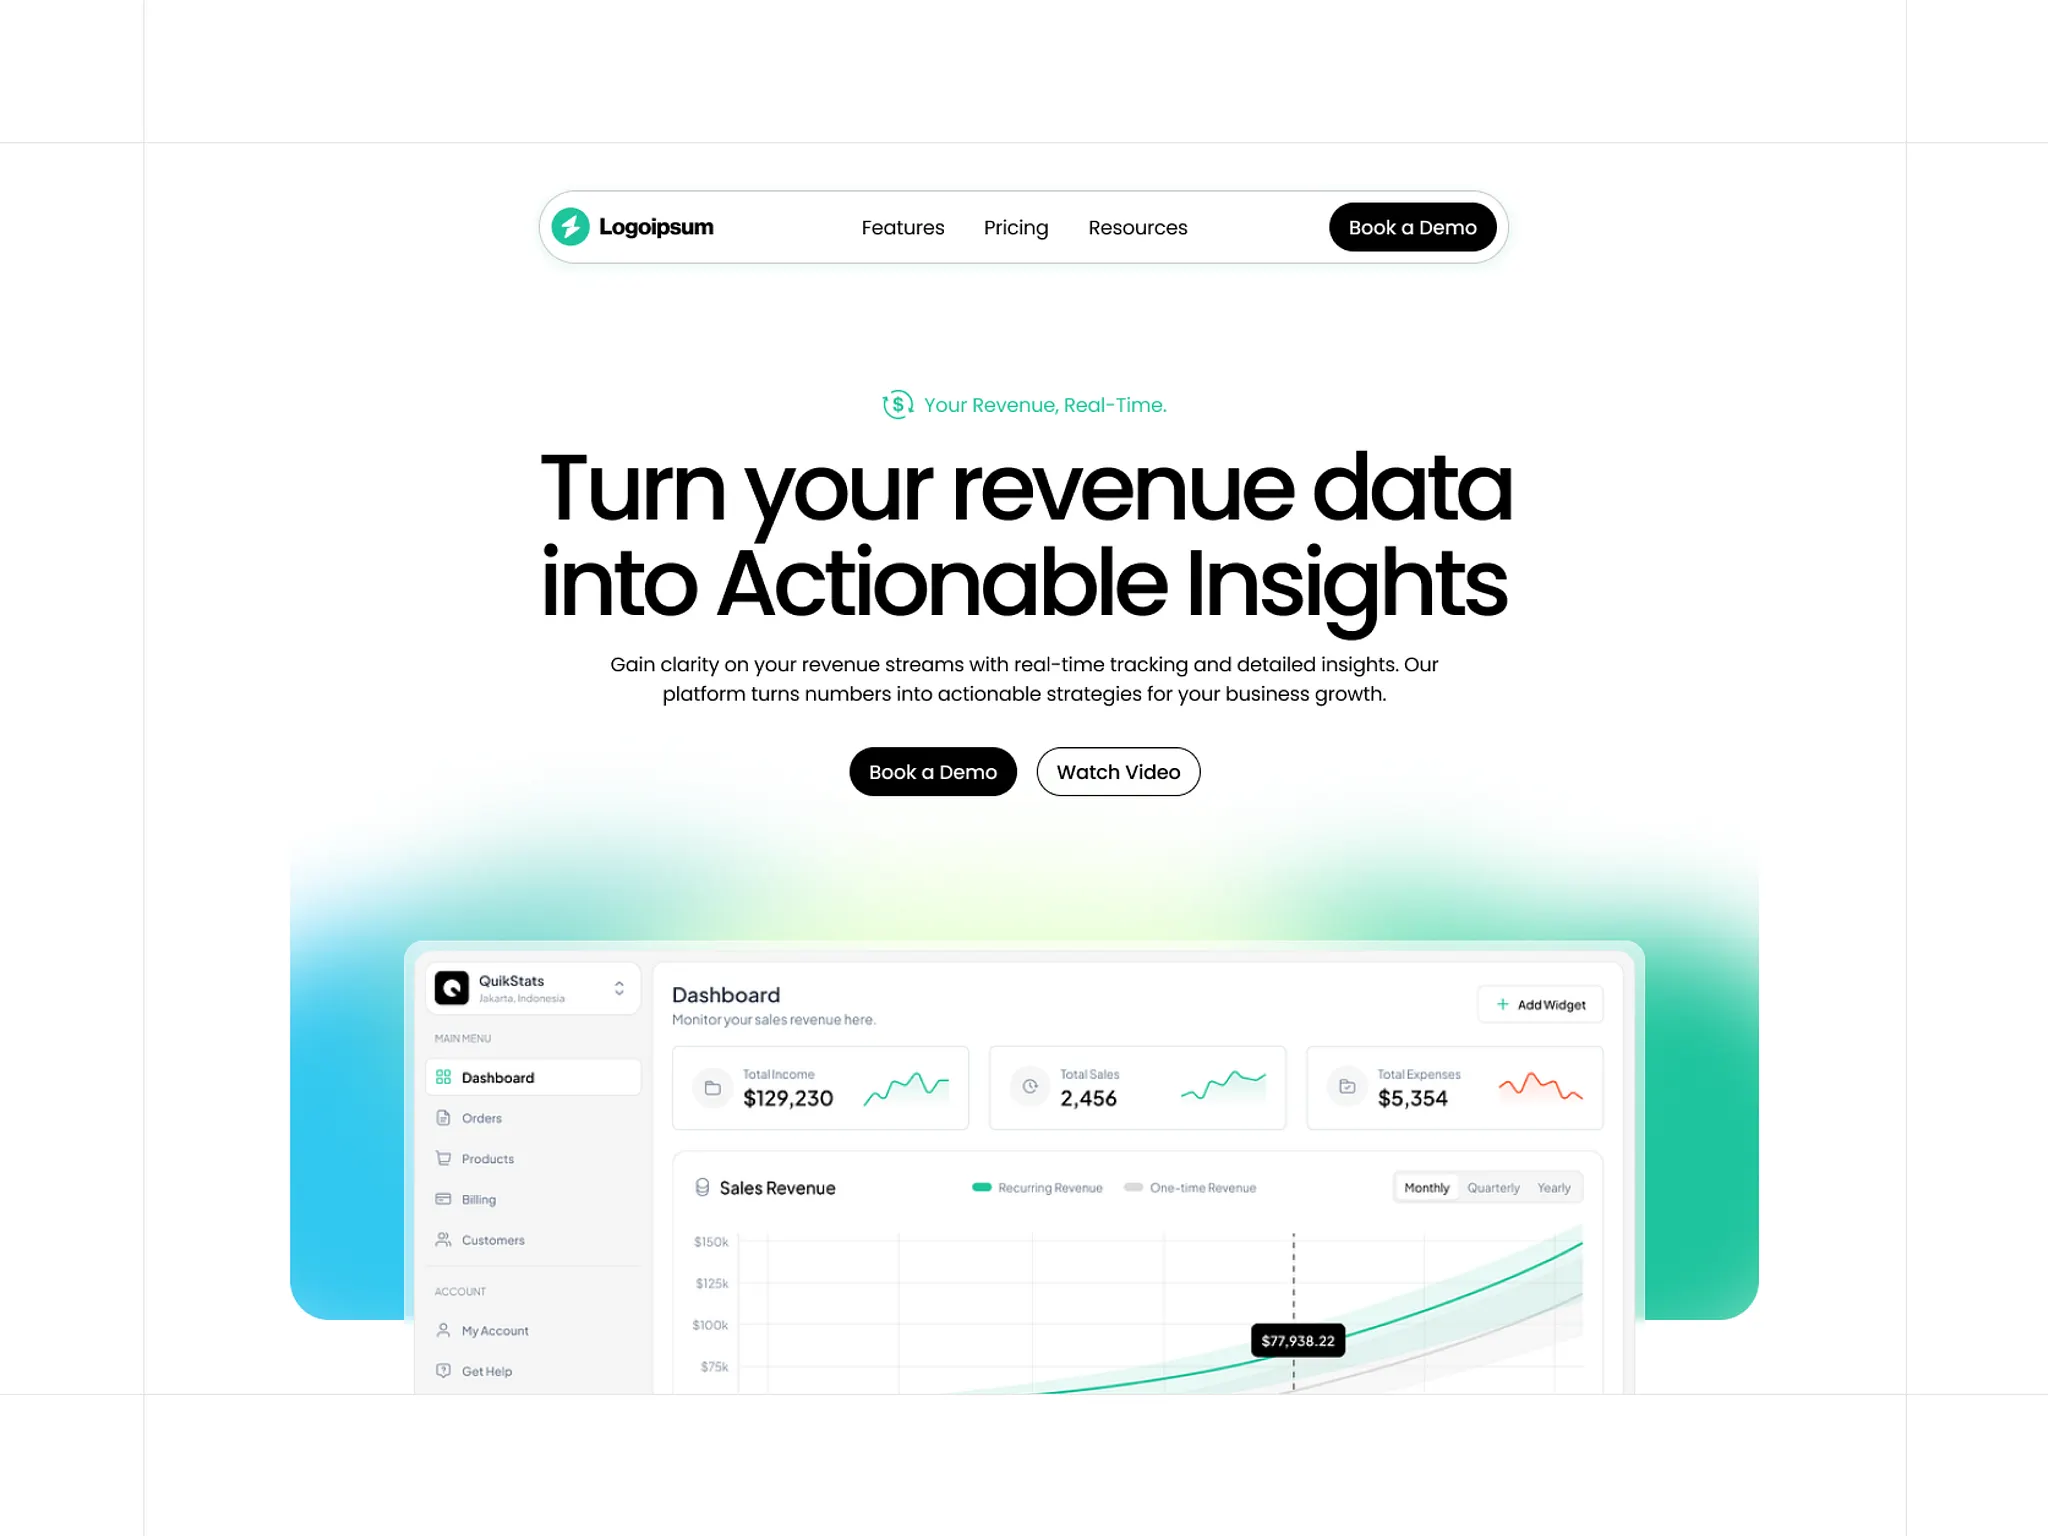 Logoipsum
Features
Pricing
Resources
Book a Demo
$ Your Revenue, Real-Time.
Turn your revenue data
into Actionable Insights
Gain clarity on your revenue streams with real-time tracking and detailed insights. Our
platform turns numbers into actionable strategies for your business growth.
Book a Demo
Watch Video
QuikStats
Jakarta, Indonesia
MAIN MENU
Dashboard
Orders
Products
Billing
Customers
ACCOUNT
My Account
Get Help
Dashboard
Monitor your sales revenue here.
Add Widget
Total Income
$129,230
Total Sales
2,456
Total Expenses
$5,354
Sales Revenue
Recurring Revenue
One-time Revenue
Monthly
Quarterly
Yearly
$150k
$125k
$100k
$75k
$77,938.22